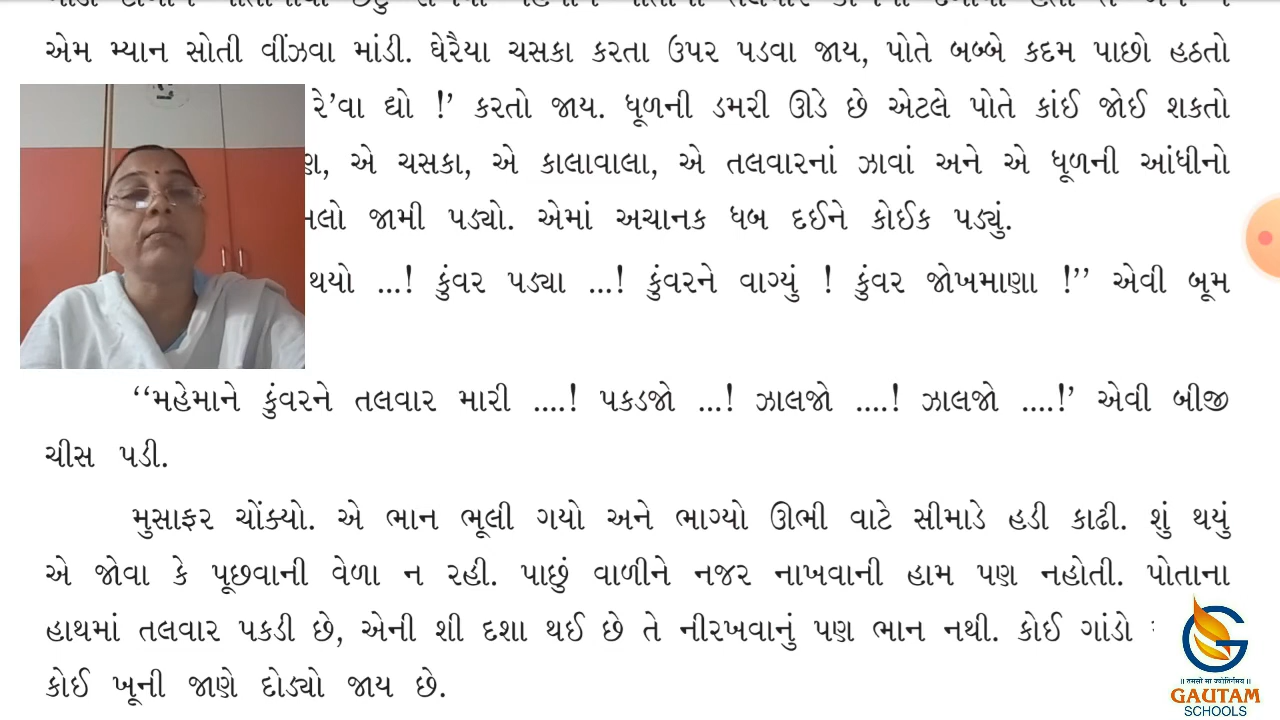 એમ મ્યાન સોતી વીંઝવા માંડી. ઘેરૈયા ચસકા કરતા ઉપર પડવા જાય, પોતે બબ્બે કદમ પાછો હઠતો
રે’વા દ્યો !’ કરતો જાય. ધૂળની ડમરી ઊડે છે એટલે પોતે કાંઈ જોઈ શકતો
એ ચસકા, એ કાલાવાલા, એ તલવારનાં ઝાવાં અને એ ધૂળની આંધીનો
જામી પડ્યો. એમાં અચાનક ધબ દઈને કોઈક પડ્યું.
થયો ...! કુંવર પડ્યા ...! કુંવરને વાગ્યું ! કુંવર જોખમાણા !’’ એવી બૂમ
‘‘મહેમાને કુંવરને તલવાર મારી ....! પકડજો ...! ઝાલજો ....! ઝાલજો ....!’ એવી બીજી
ચીસ પડી.
મુસાફર ચોંક્યો. એ ભાન ભૂલી ગયો અને ભાગ્યો ઊભી વાટે સીમાડે હડી કાઢી. શું થયું
એ જોવા કે પૂછવાની વેળા ન રહી. પાછું વાળીને નજર નાખવાની હામ પણ નહોતી. પોતાના
હાથમાં તલવાર પકડી છે, એની શી દશા થઈ છે તે નીરખવાનું પણ ભાન નથી. કોઈ ગાંડો
કોઈ ખૂની જાણે દોડ્યો જાય છે.
॥ तमसो मा ज्योतिर्गमय ॥
GAUTAM
SCHOOLS